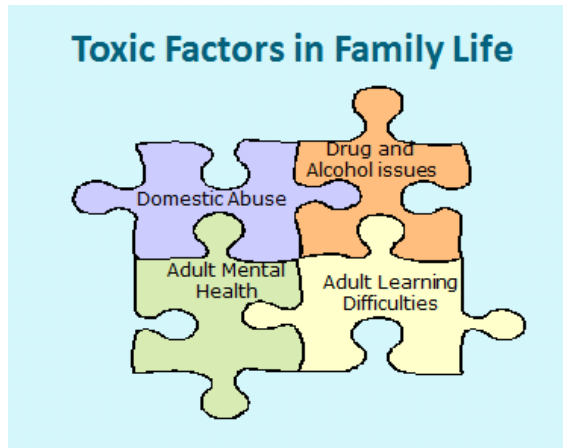 Toxic Factors in Family Life
Drug and
Alcohol issues
Domestic Abuse
Adult Mental
Health
Adult Learning
Difficulties